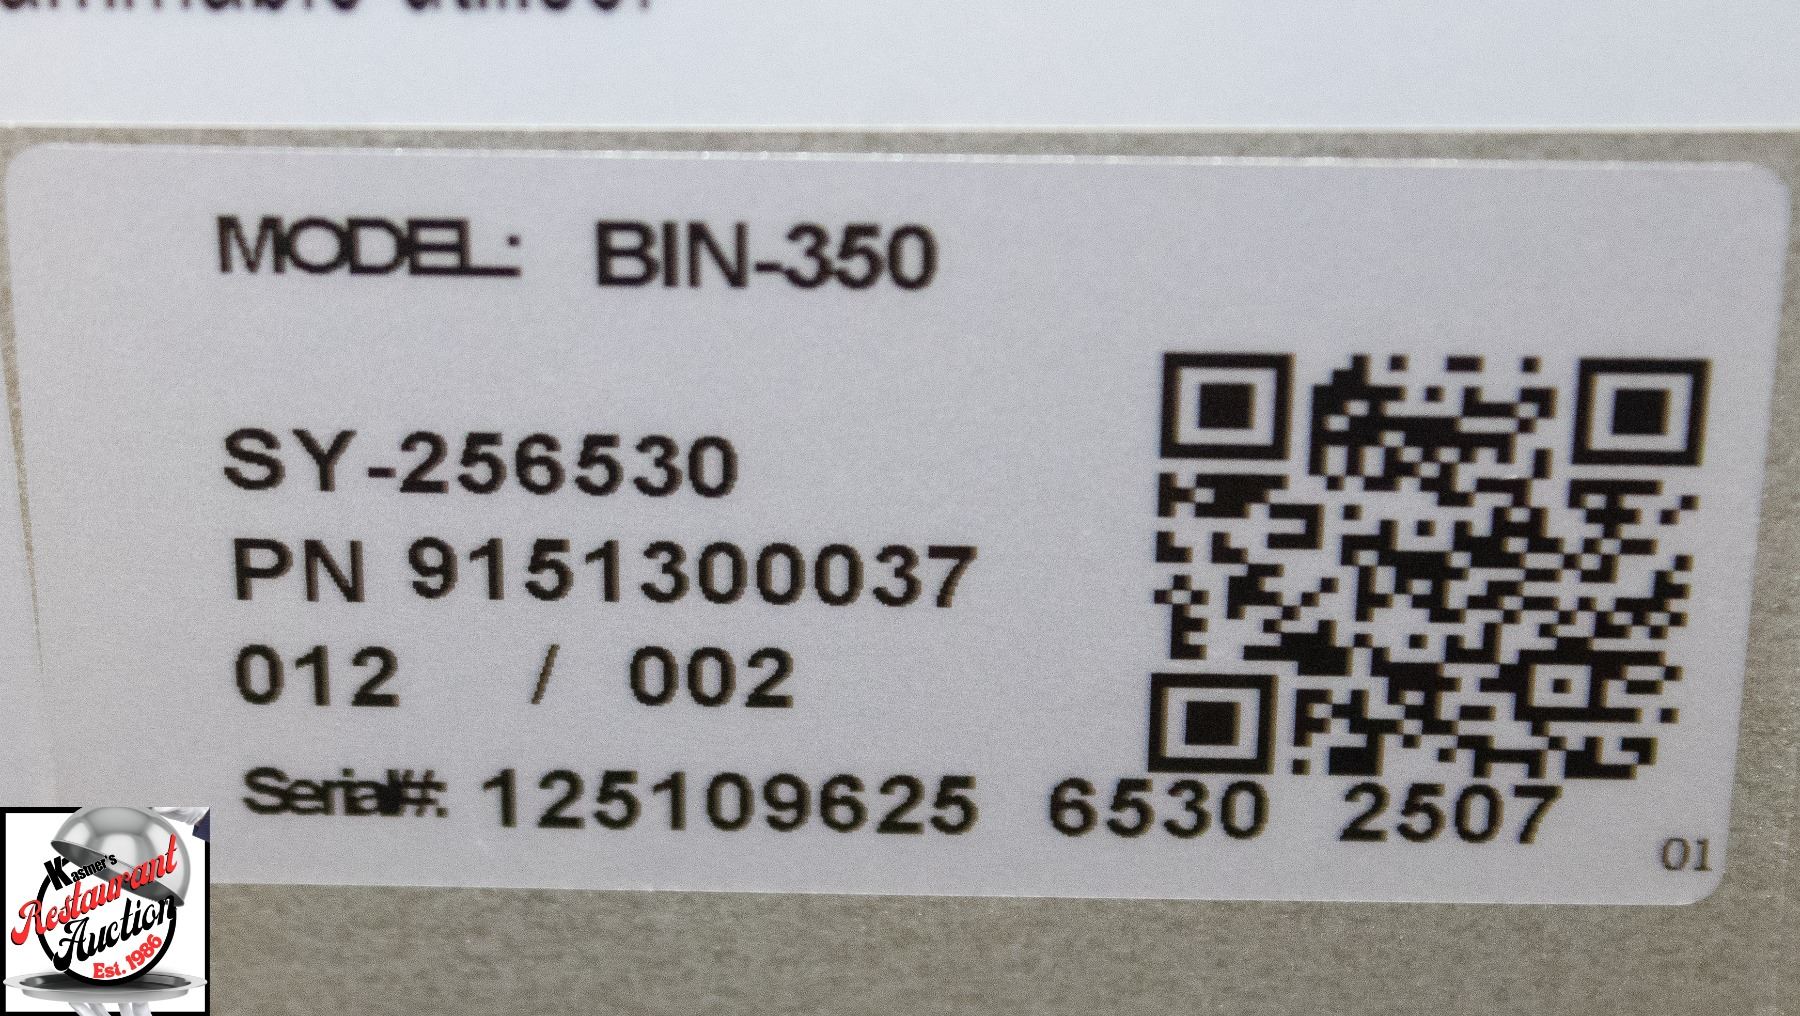 MODEL: BIN-350
SY-256530
PN 9151300037
012 / 002
Serial#: 125109625 6530 2507
01
Kastner's
Restaurant
Auction
Est. 1986